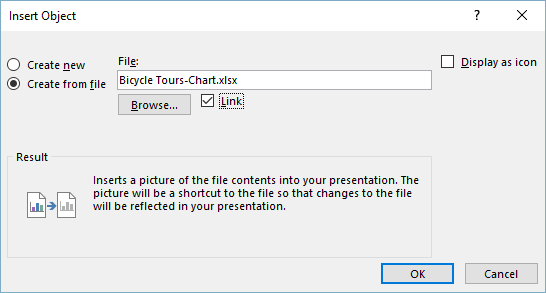 Insert Object
?
Create new
Create from file
File:
Bicycle Tours-Chart.xlsx
Browse...
Link
Display as icon
Result
Inserts a picture of the file contents into your presentation. The
picture will be a shortcut to the file so that changes to the file
will be reflected in your presentation.
OK
Cancel